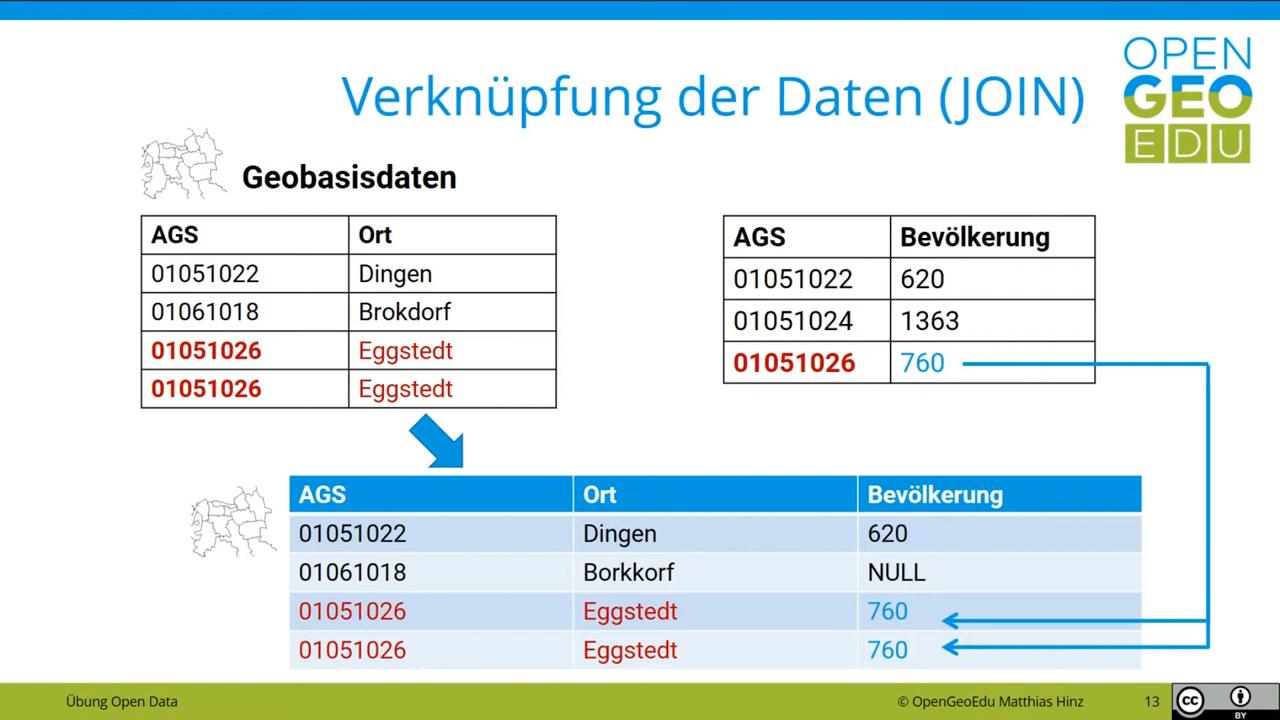 Verknüpfung der Daten (JOIN)
OPEN
GEO
EDU
Geobasisdaten
AGS Ort
01051022 Dingen
01061018 Brokdorf
01051026 Eggstedt
01051026 Eggstedt
AGS Bevölkerung
01051022 620
01051024 1363
01051026 760
AGS Ort Bevölkerung
01051022 Dingen 620
01061018 Borkkorf NULL
01051026 Eggstedt 760
01051026 Eggstedt 760
Übung Open Data
© OpenGeoEdu Matthias Hinz
13
cc
BY